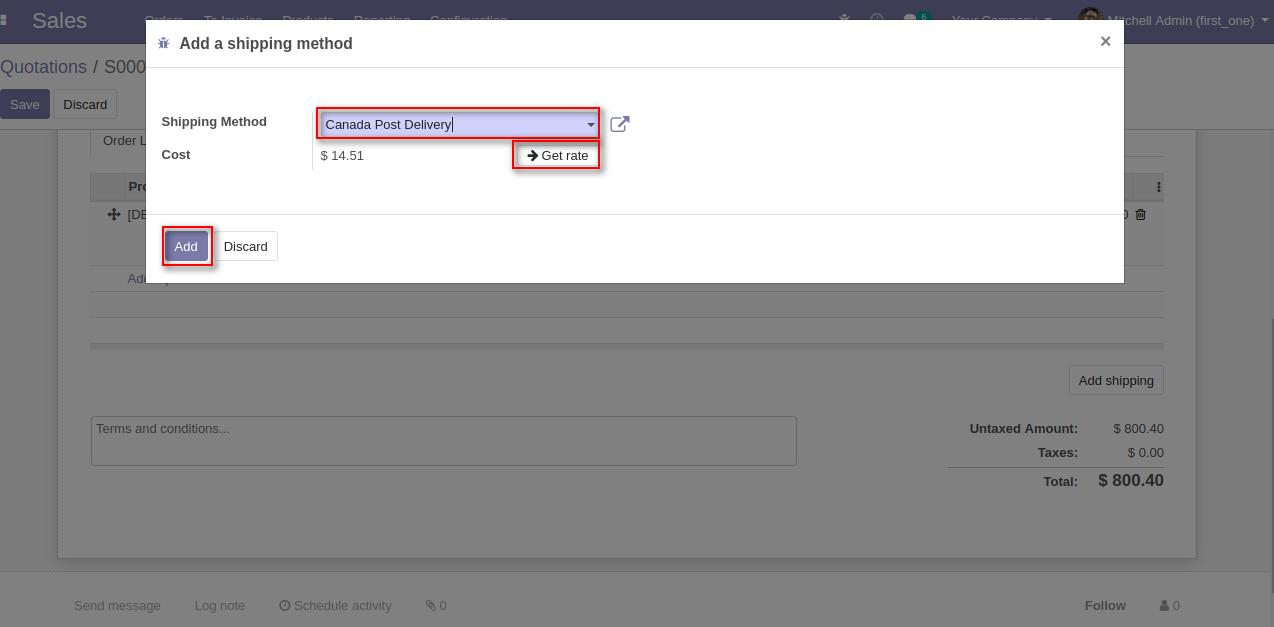 Sales
Orders To Invoice Products Reporting Configuration
6 Your Company Mitchell Admin (first_one)
Add a shipping method ×
Quotations / S000
Save Discard
Shipping Method Canada Post Delivery
Cost $ 14.51 Get rate
Order L
Pro
[DE
Add Discard
Add
Add shipping
Terms and conditions...
Untaxed Amount: $ 800.40
Taxes: $ 0.00
Total: $ 800.40
Send message Log note Schedule activity 0 Follow 0